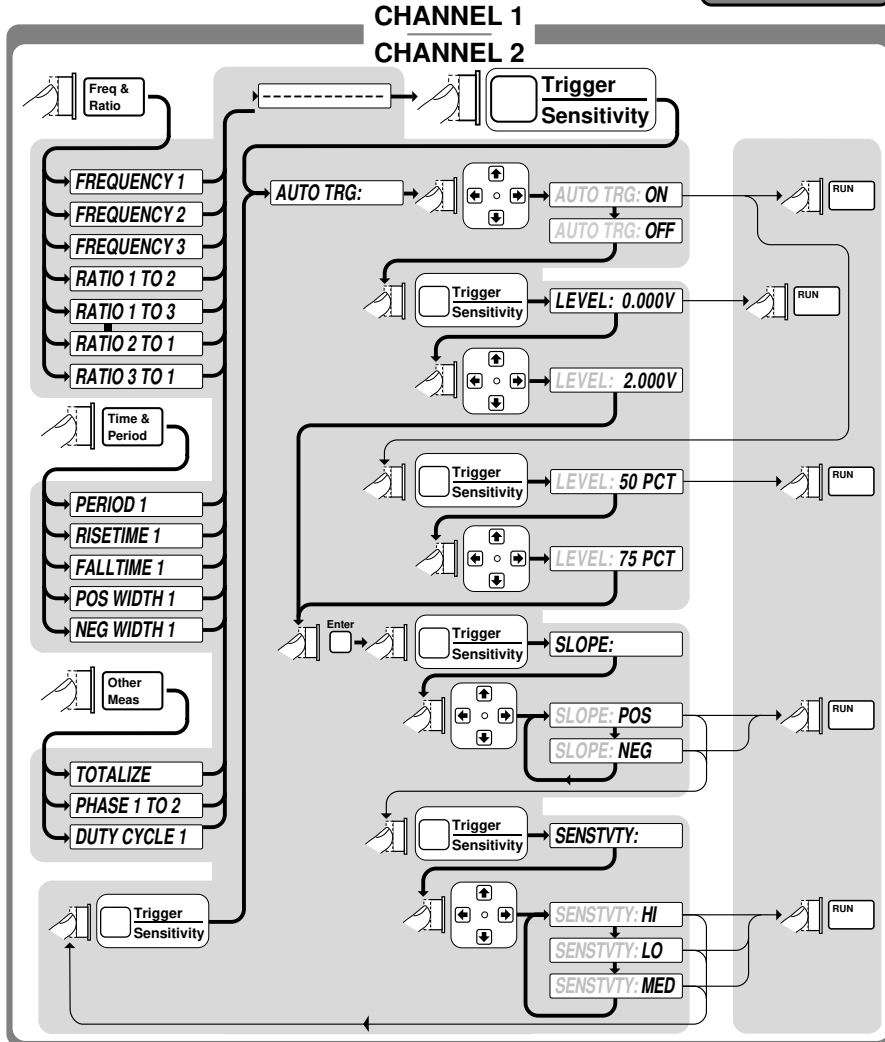 CHANNEL 1
CHANNEL 2
Freq &
Ratio
- - - - - - - - - - - - - -
Trigger
Sensitivity
FREQUENCY 1
FREQUENCY 2
FREQUENCY 3
RATIO 1 TO 2
RATIO 1 TO 3
RATIO 2 TO 1
RATIO 3 TO 1
AUTO TRG:
AUTO TRG: ON
AUTO TRG: OFF
RUN
Trigger
Sensitivity
LEVEL: 0.000V
RUN
LEVEL: 2.000V
Time &
Period
PERIOD 1
RISETIME 1
FALLTIME 1
POS WIDTH 1
NEG WIDTH 1
Trigger
Sensitivity
LEVEL: 50 PCT
RUN
LEVEL: 75 PCT
Enter
Trigger
Sensitivity
SLOPE:
Other
Meas
TOTALIZE
PHASE 1 TO 2
DUTY CYCLE 1
SLOPE: POS
SLOPE: NEG
RUN
Trigger
Sensitivity
SENSTVTY:
Trigger
Sensitivity
SENSTVTY: HI
SENSTVTY: LO
SENSTVTY: MED
RUN